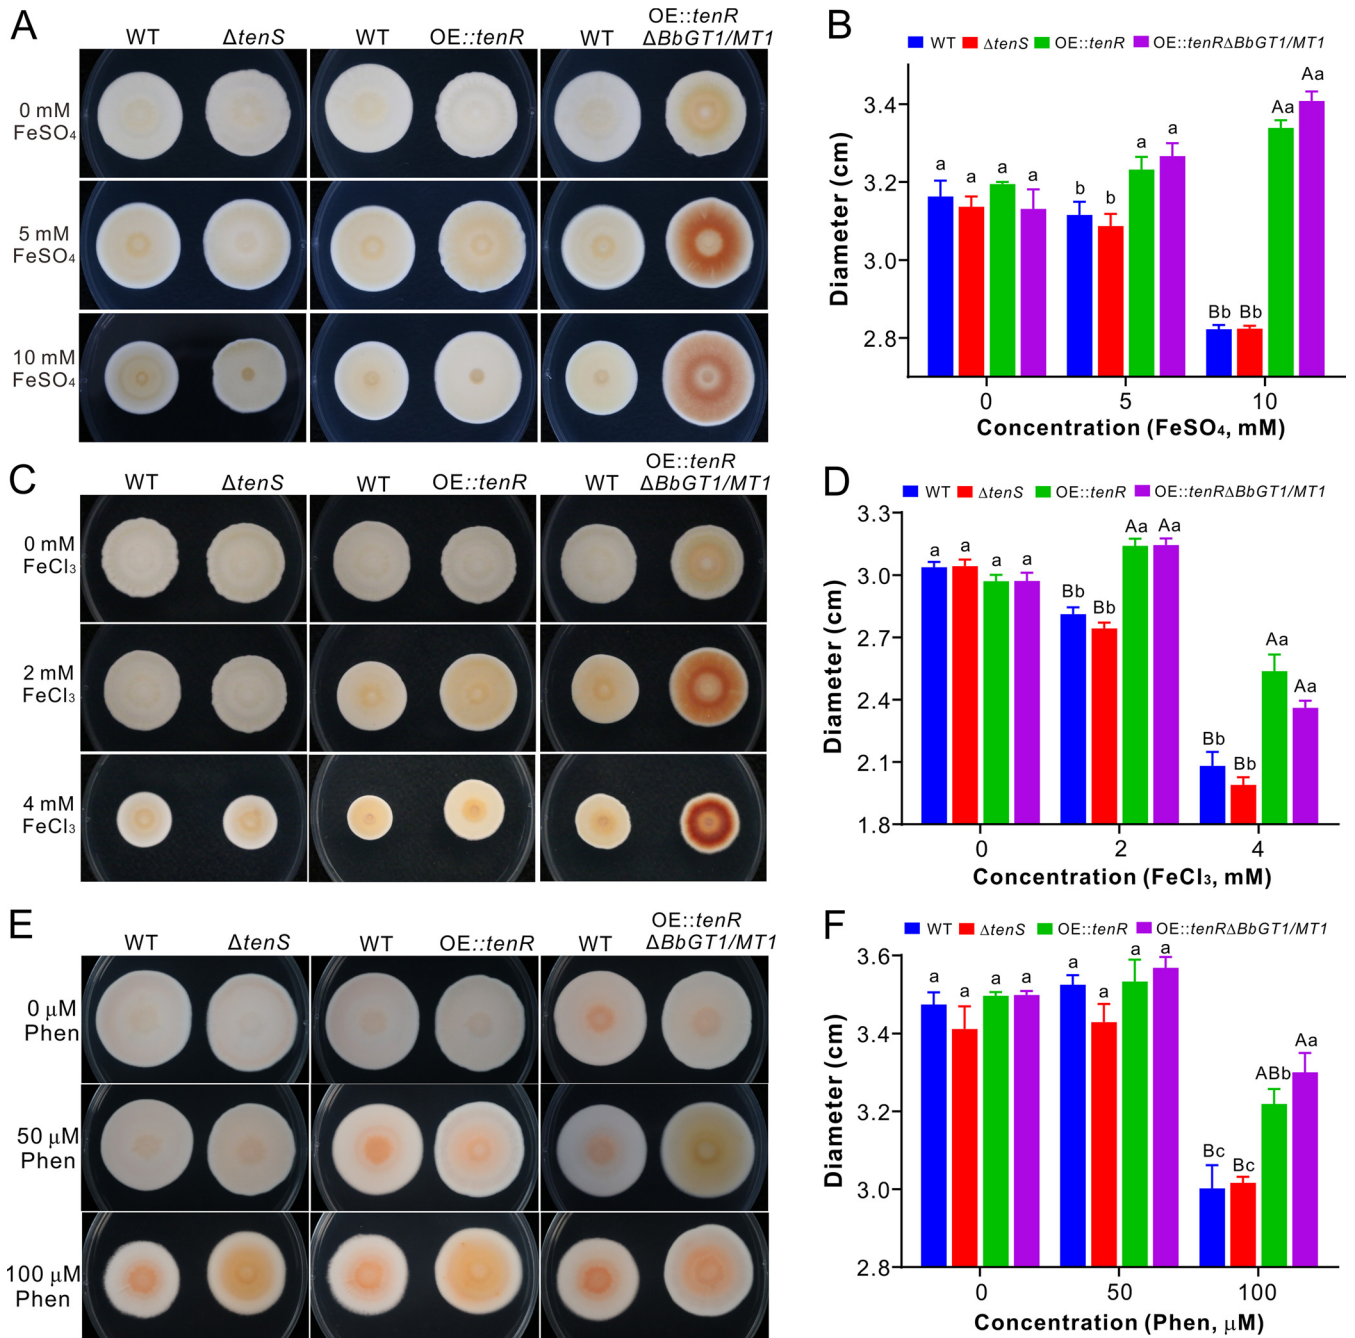 A
WT ΔtenS WT OE::tenR WT OE::tenR
ΔBbGT1/MT1
0 mM
FeSO₄
5 mM
FeSO₄
10 mM
FeSO₄
B
WT ΔtenS OE::tenR OE::tenRΔBbGT1/MT1
Diameter (cm)
3.4
3.2
3.0
2.8
a a a a
b b a a
Bb Bb Aa Aa
0 5 10
Concentration (FeSO₄, mM)
C
WT ΔtenS WT OE::tenR WT OE::tenR
ΔBbGT1/MT1
0 mM
FeCl₃
2 mM
FeCl₃
4 mM
FeCl₃
D
WT ΔtenS OE::tenR OE::tenRΔBbGT1/MT1
Diameter (cm)
3.3
3.0
2.7
2.4
2.1
1.8
a a a a
Bb Bb Aa Aa
Bb Bb Aa Aa
0 2 4
Concentration (FeCl₃, mM)
E
WT ΔtenS WT OE::tenR WT OE::tenR
ΔBbGT1/MT1
0 μM
Phen
50 μM
Phen
100 μM
Phen
F
WT ΔtenS OE::tenR OE::tenRΔBbGT1/MT1
Diameter (cm)
3.6
3.4
3.2
3.0
2.8
a a a a
a a a a
Bc Bc ABb Aa
0 50 100
Concentration (Phen, μM)